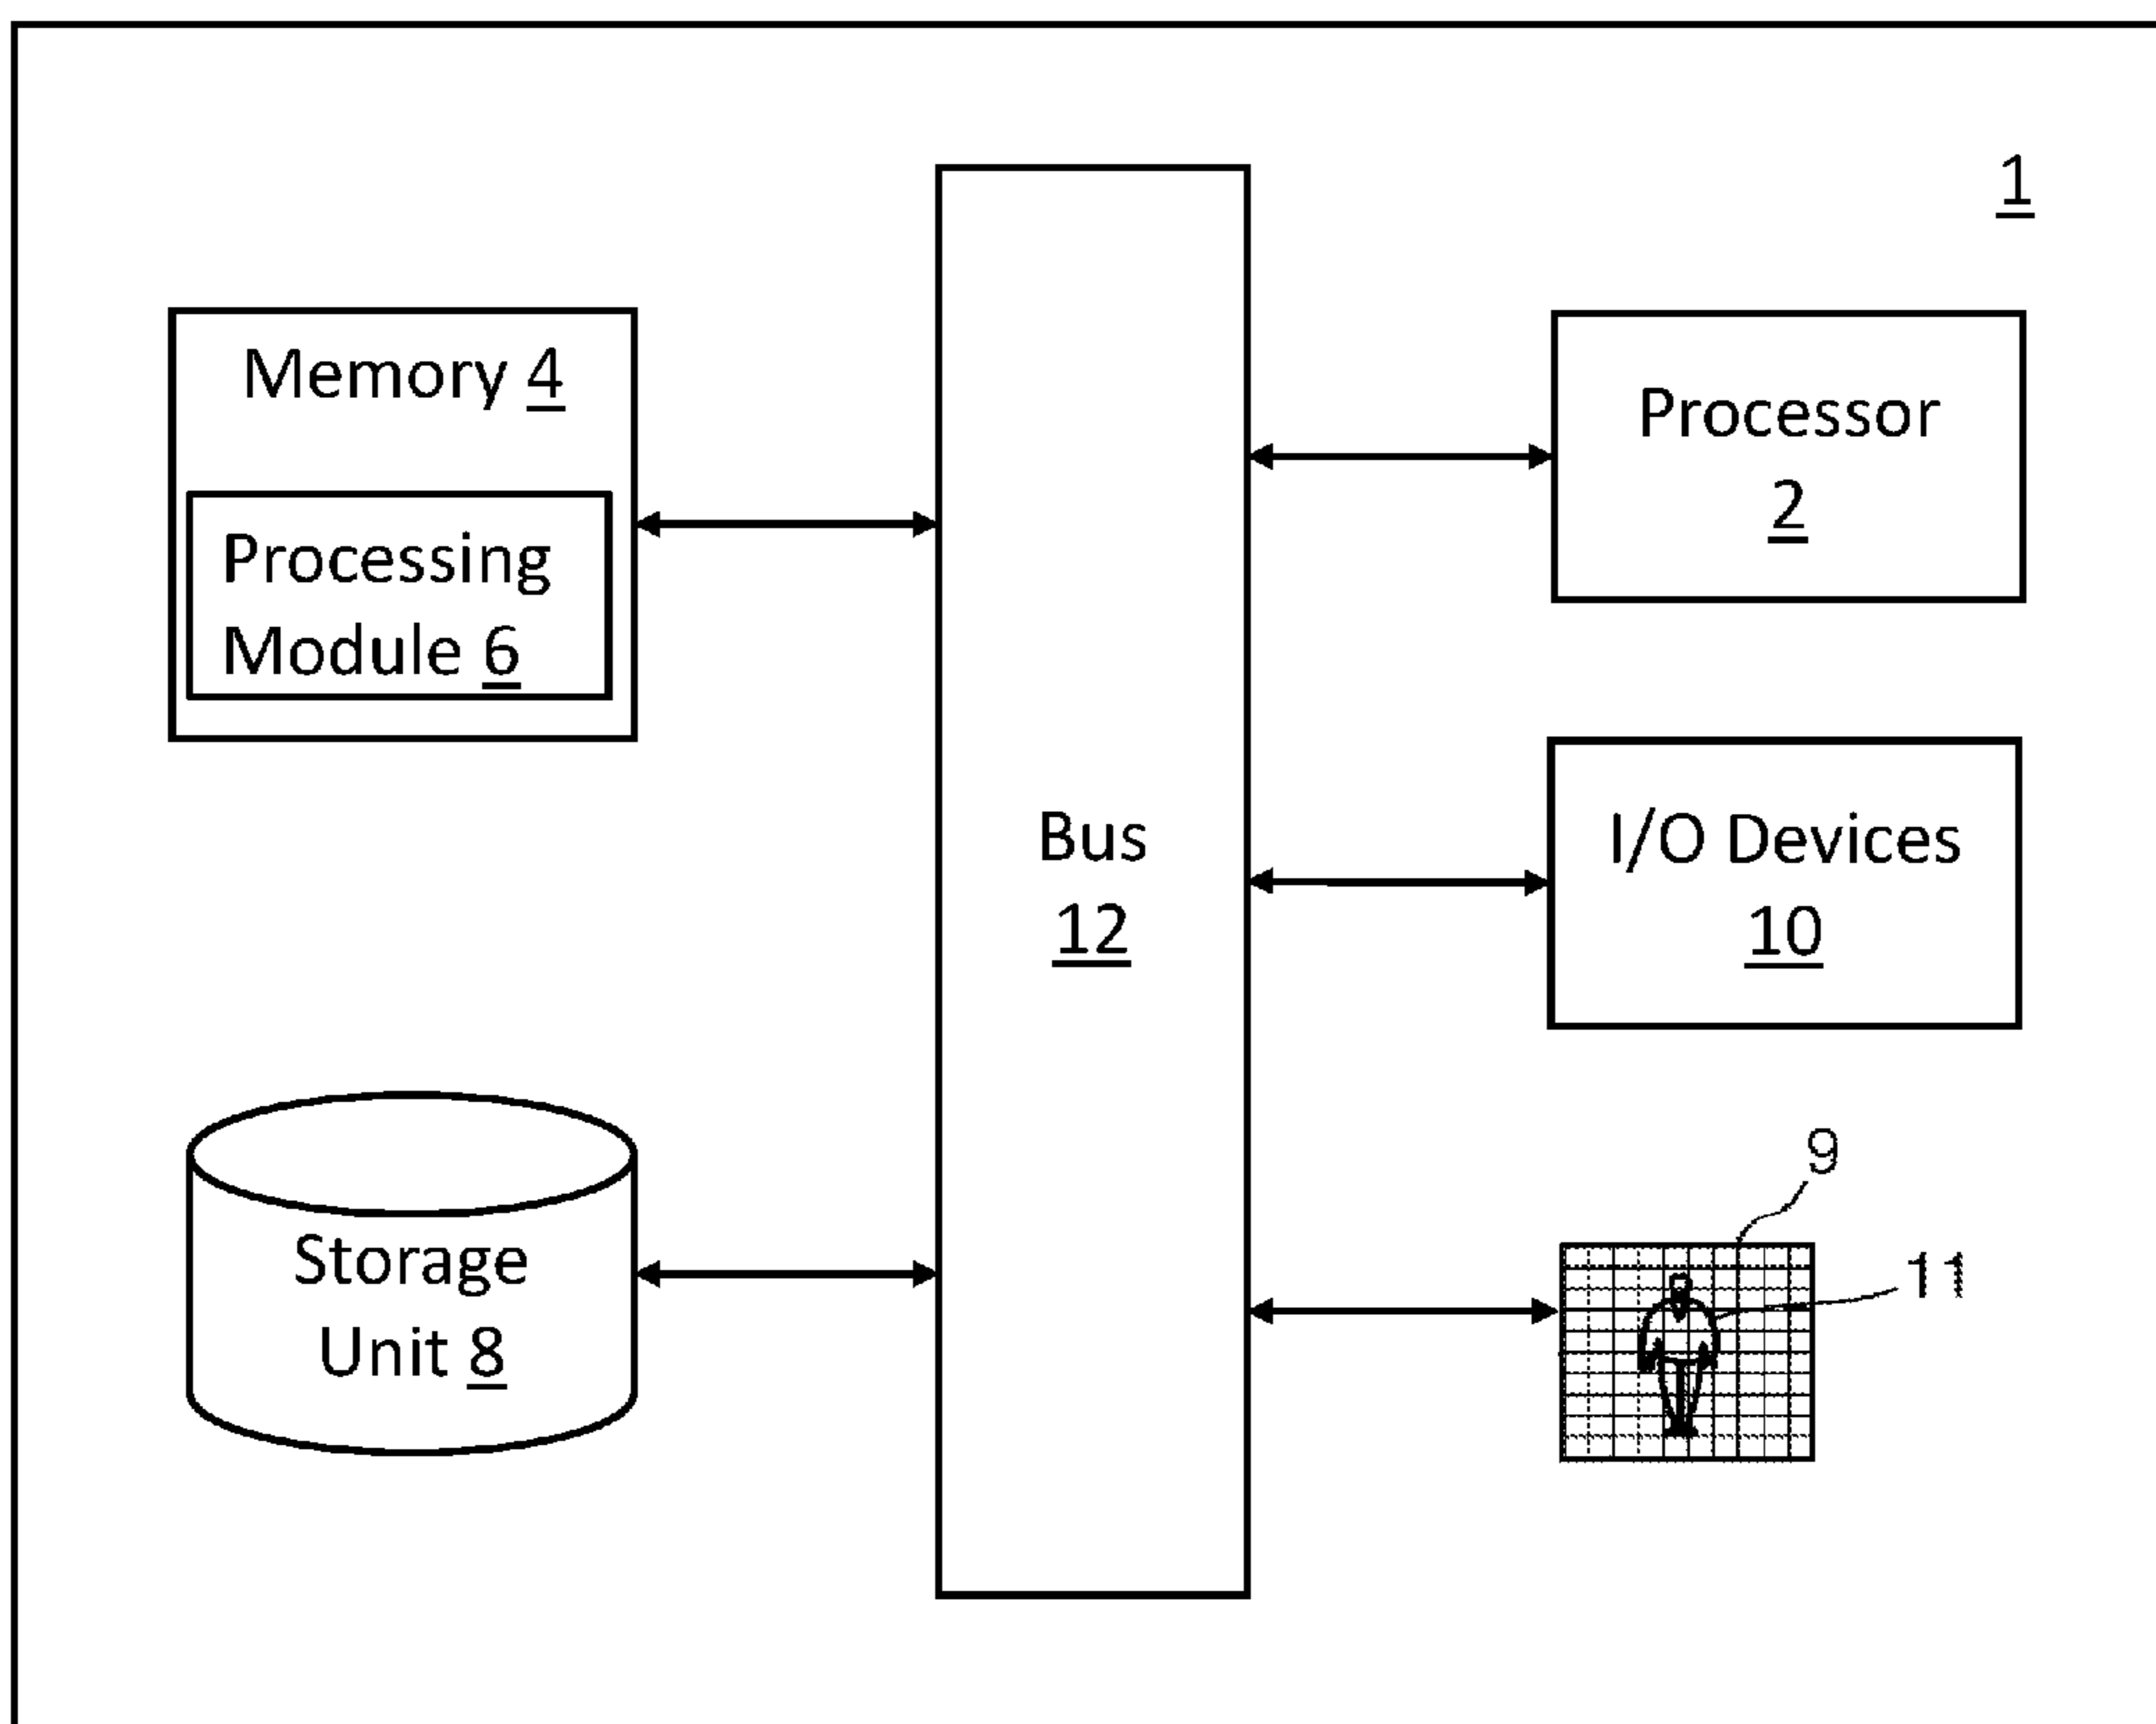 1
Memory 4
Processing
Module 6
Processor
2
Bus
12
I/O Devices
10
Storage
Unit 8
9
11